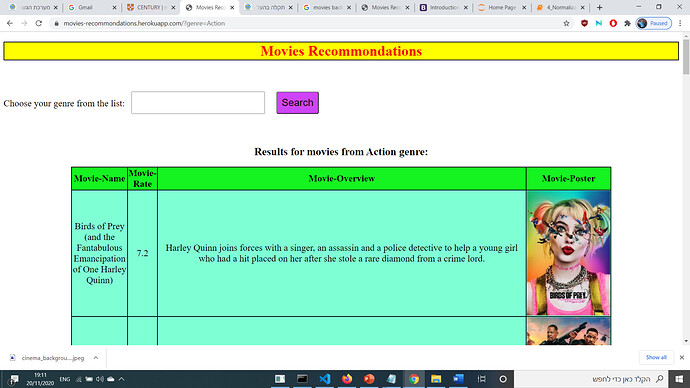 Gmail
CENTURY |
Movies Rec
movies bac
Movies Rec
Introduction
Home Page
4_Normaliz
movies-recommondations.herokuapp.com/?genre=Action
Paused
Movies Recommondations
Choose your genre from the list:
Search
Results for movies from Action genre:
Movie-Name
Movie-Rate
Movie-Overview
Movie-Poster
Birds of Prey
(and the
Fantabulous
Emancipation
of One Harley
Quinn)
7.2
Harley Quinn joins forces with a singer, an assassin and a police detective to help a young girl
who had a hit placed on her after she stole a rare diamond from a crime lord.
BIRDS OF PREY
cinema_backgrou....jpeg
Show all
19:11
20/11/2020
ENG
הקלד כאן כדי לחפש